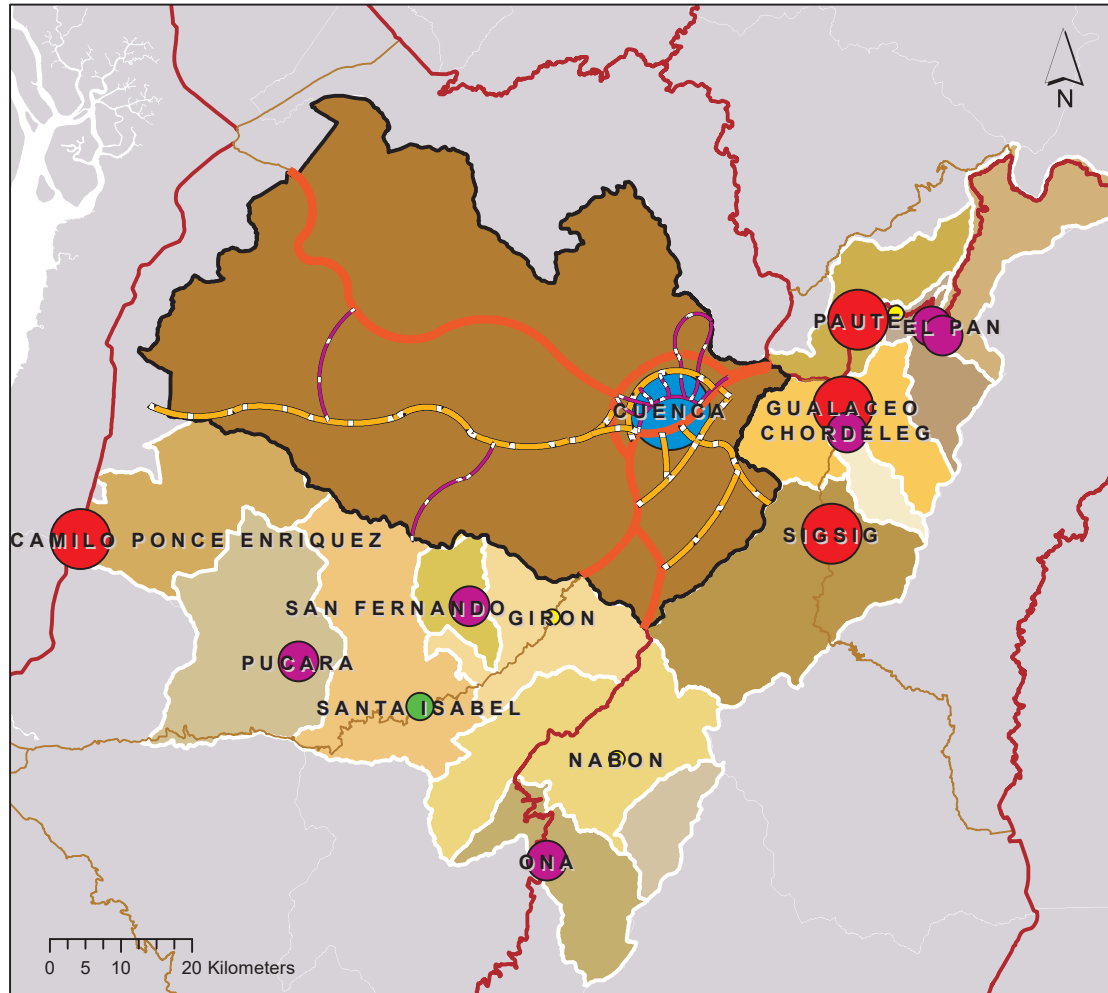 N
PAUTE
EL PAN
CUENCA
GUALACEO
CHORDELEG
CAMILO PONCE ENRIQUEZ
SIGSIG
SAN FERNANDO
GIRON
PUCARA
SANTA ISABEL
NABON
ONA
0 5 10 20 Kilometers